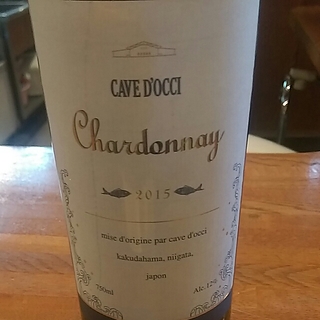 CAVE D'OCCI
Chardonnay
2015
mise d'origine par cave d'occi
kakudahama, niigata,
japon
750ml Alc.12%